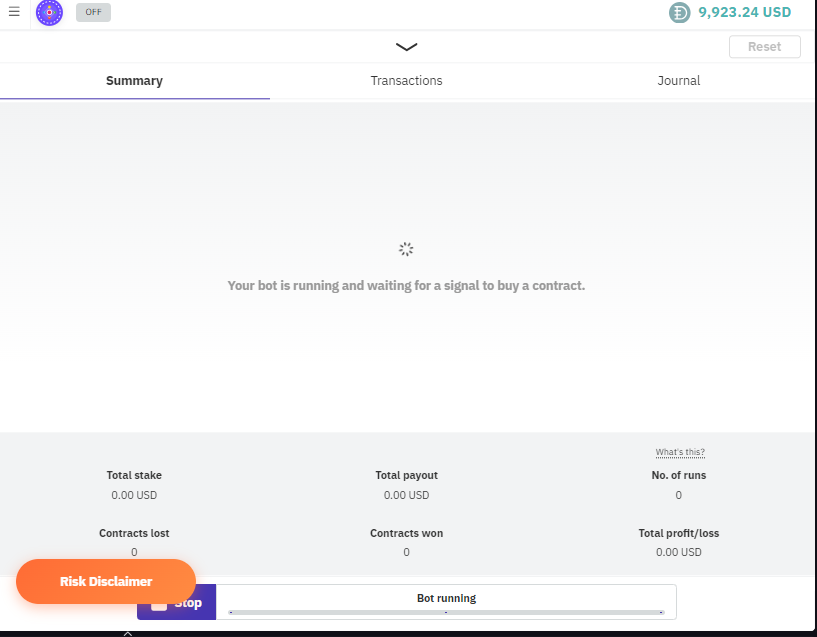 OFF
9,923.24 USD
Reset
Summary
Transactions
Journal
Your bot is running and waiting for a signal to buy a contract.
What's this?
Total stake
Total payout
No. of runs
0.00 USD
0.00 USD
0
Contracts lost
Contracts won
Total profit/loss
0
0
0.00 USD
Risk Disclaimer
Stop
Bot running